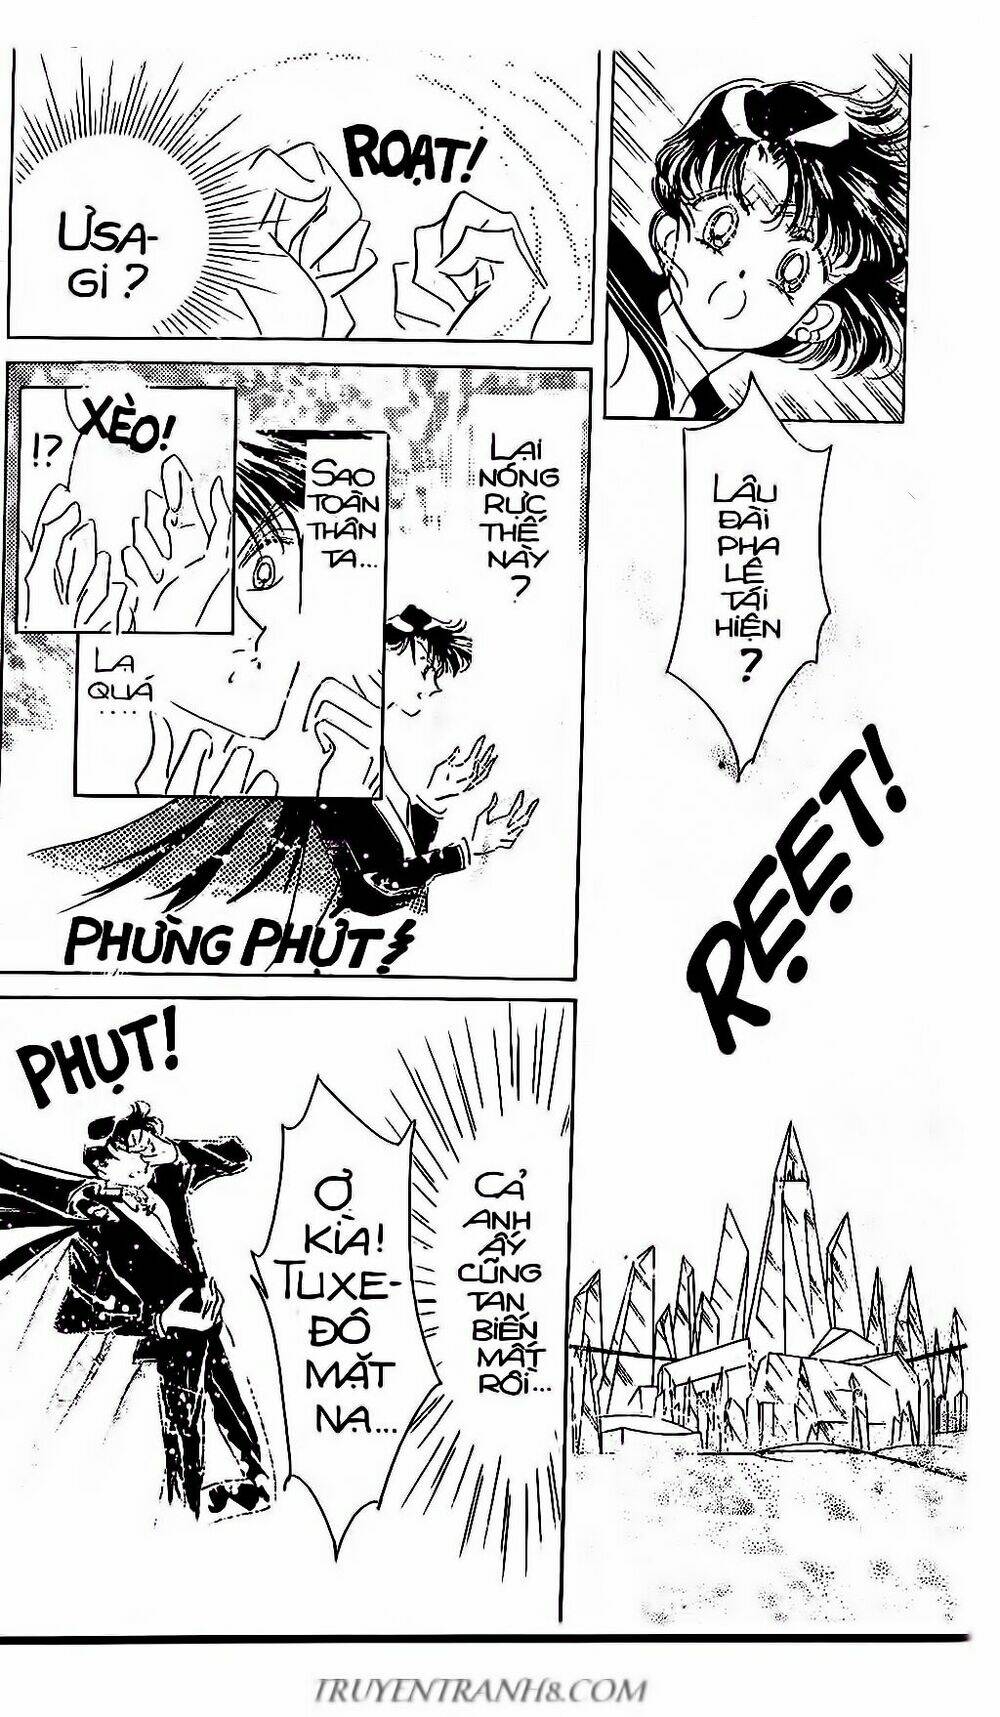 ROẠT!
ỦSA-
GI ?
LÂU
ĐÀI
PHA
LÊ
TÁI
HIỆN
?
RẸẸT!
LẠI
NÓNG
RỰC
THẾ
NÀY
?
SAO
TOÀN
THÂN
TA...
XÈO!
!?
LẠ
QUÁ
....
PHỪNG PHỰT!
CẢ
ANH
ẤY
CŨNG
TAN
BIẾN
MẤT
RỒI...
Ơ
KÌA!
TUXE-
ĐÔ
MẶT
NẠ...
PHỤT!
TRUYENTRANH8.COM